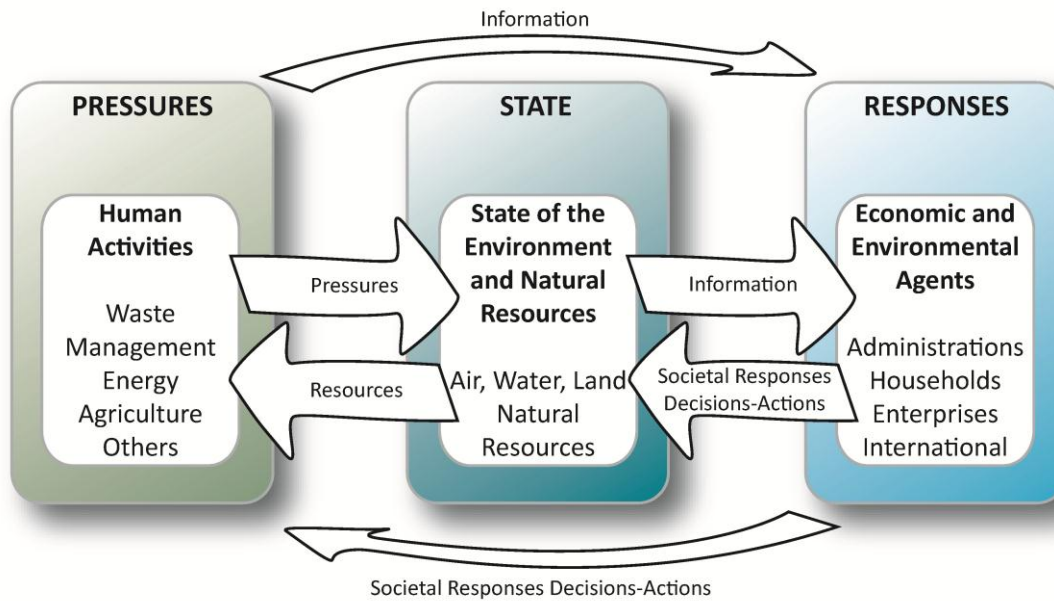 Information
PRESSURES
Human
Activities
Waste
Management
Energy
Agriculture
Others
Pressures
Resources
STATE
State of the
Environment
and Natural
Resources
Air, Water, Land
Natural
Resources
Information
Societal Responses
Decisions-Actions
RESPONSES
Economic and
Environmental
Agents
Administrations
Households
Enterprises
International
Societal Responses Decisions-Actions